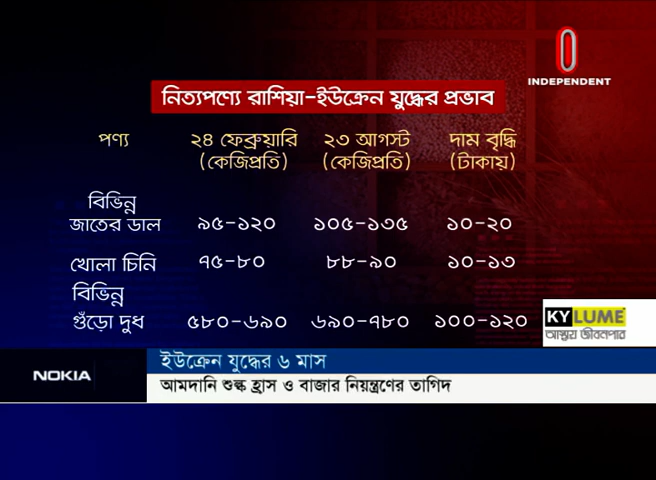 INDEPENDENT
নিত্যপণ্যে রাশিয়া-ইউক্রেন যুদ্ধের প্রভাব
পণ্য ২৪ ফেব্রুয়ারি ২৩ আগস্ট দাম বৃদ্ধি
(কেজিপ্রতি) (কেজিপ্রতি) (টাকায়)
বিভিন্ন
জাতের ডাল ৯৫-১২০ ১০৫-১৩৫ ১০-২০
খোলা চিনি ৭৫-৮০ ৮৮-৯০ ১০-১৩
বিভিন্ন
গুঁড়ো দুধ ৫৮০-৬৯০ ৬৯০-৭৮০ ১০০-১২০
KYLUME
আস্থায় জীবনপার
ইউক্রেন যুদ্ধের ৬ মাস
NOKIA
আমদানি শুল্ক হ্রাস ও বাজার নিয়ন্ত্রণের তাগিদ